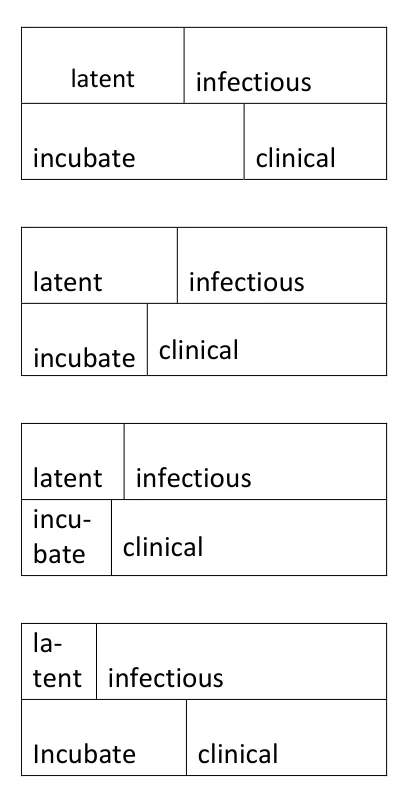 latent infectious
incubate clinical
latent infectious
incubate clinical
latent infectious
incu-
bate clinical
la-
tent infectious
Incubate clinical